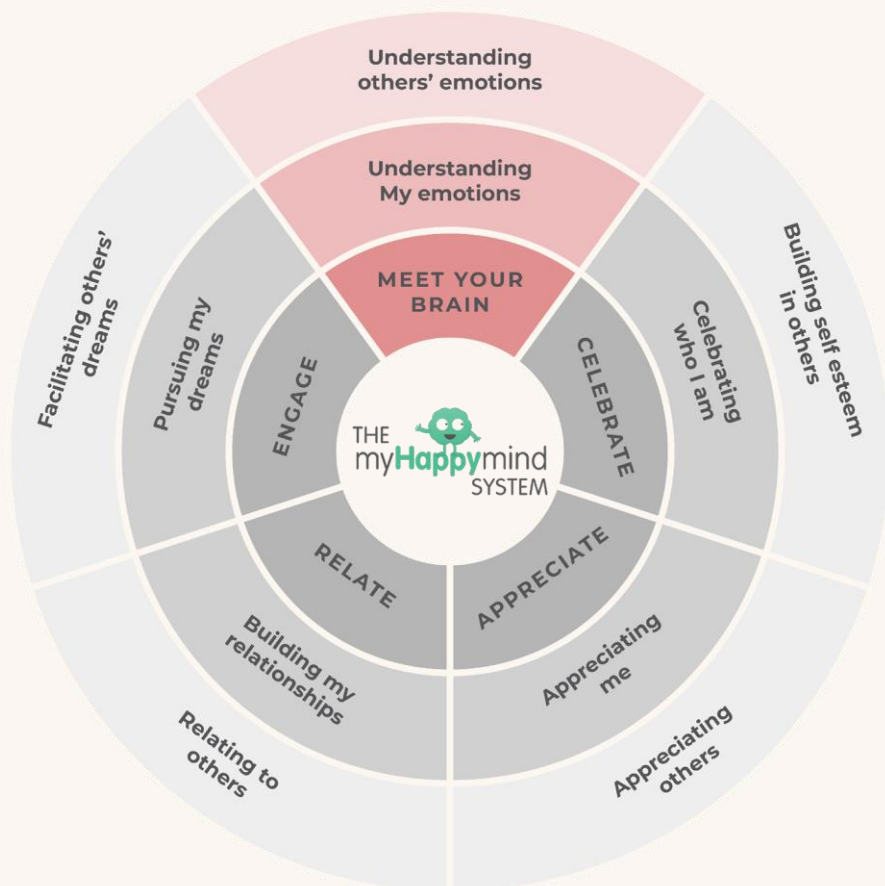 Understanding
others' emotions
Understanding
My emotions
MEET YOUR
BRAIN
CELEBRATE
Celebrating
who I am
Building self esteem
in others
APPRECIATE
Appreciating
me
Appreciating
others
RELATE
Building my
relationships
Relating to
others
ENGAGE
Pursuing my
dreams
Facilitating others'
dreams
THE
myHappymind
SYSTEM